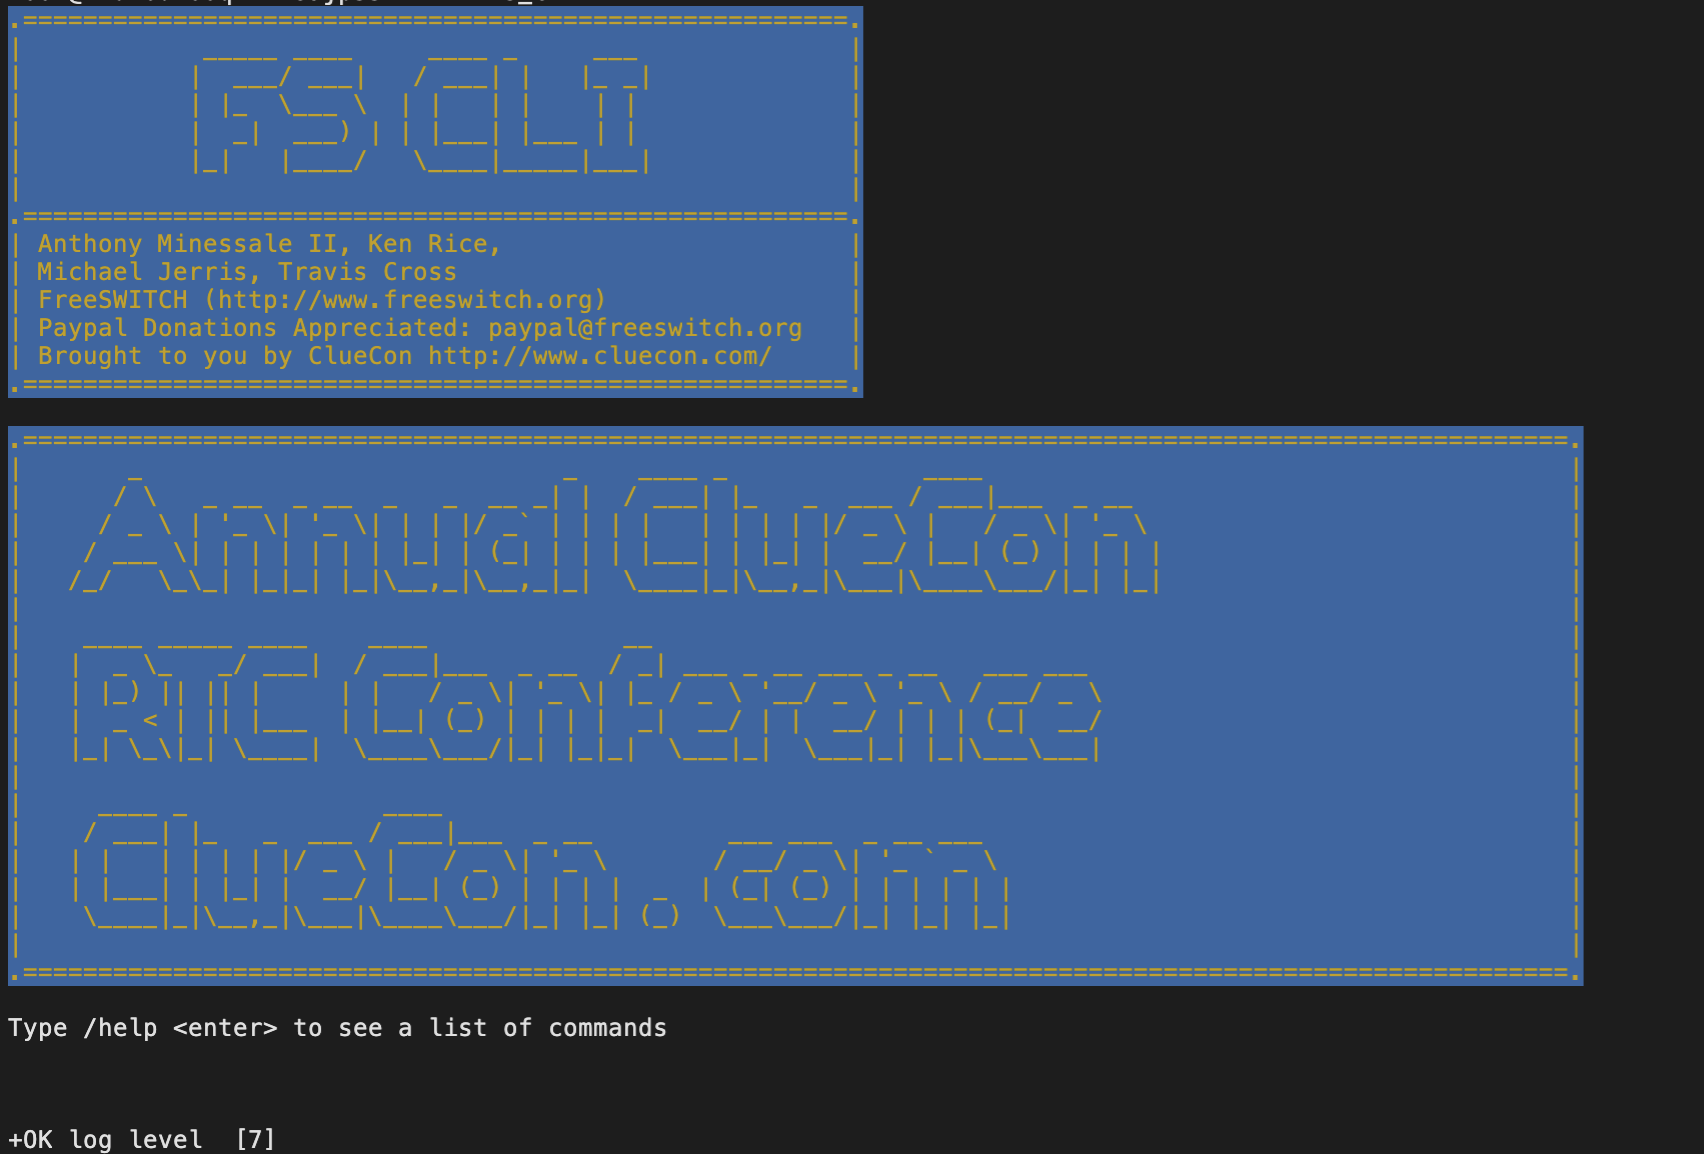 FS CLI
Anthony Minessale II, Ken Rice,
Michael Jerris, Travis Cross
FreeSWITCH (http://www.freeswitch.org)
Paypal Donations Appreciated: paypal@freeswitch.org
Brought to you by ClueCon http://www.cluecon.com/
Annual ClueCon
RTC Conference
ClueCon.com
Type /help <enter> to see a list of commands
+OK log level  [7]